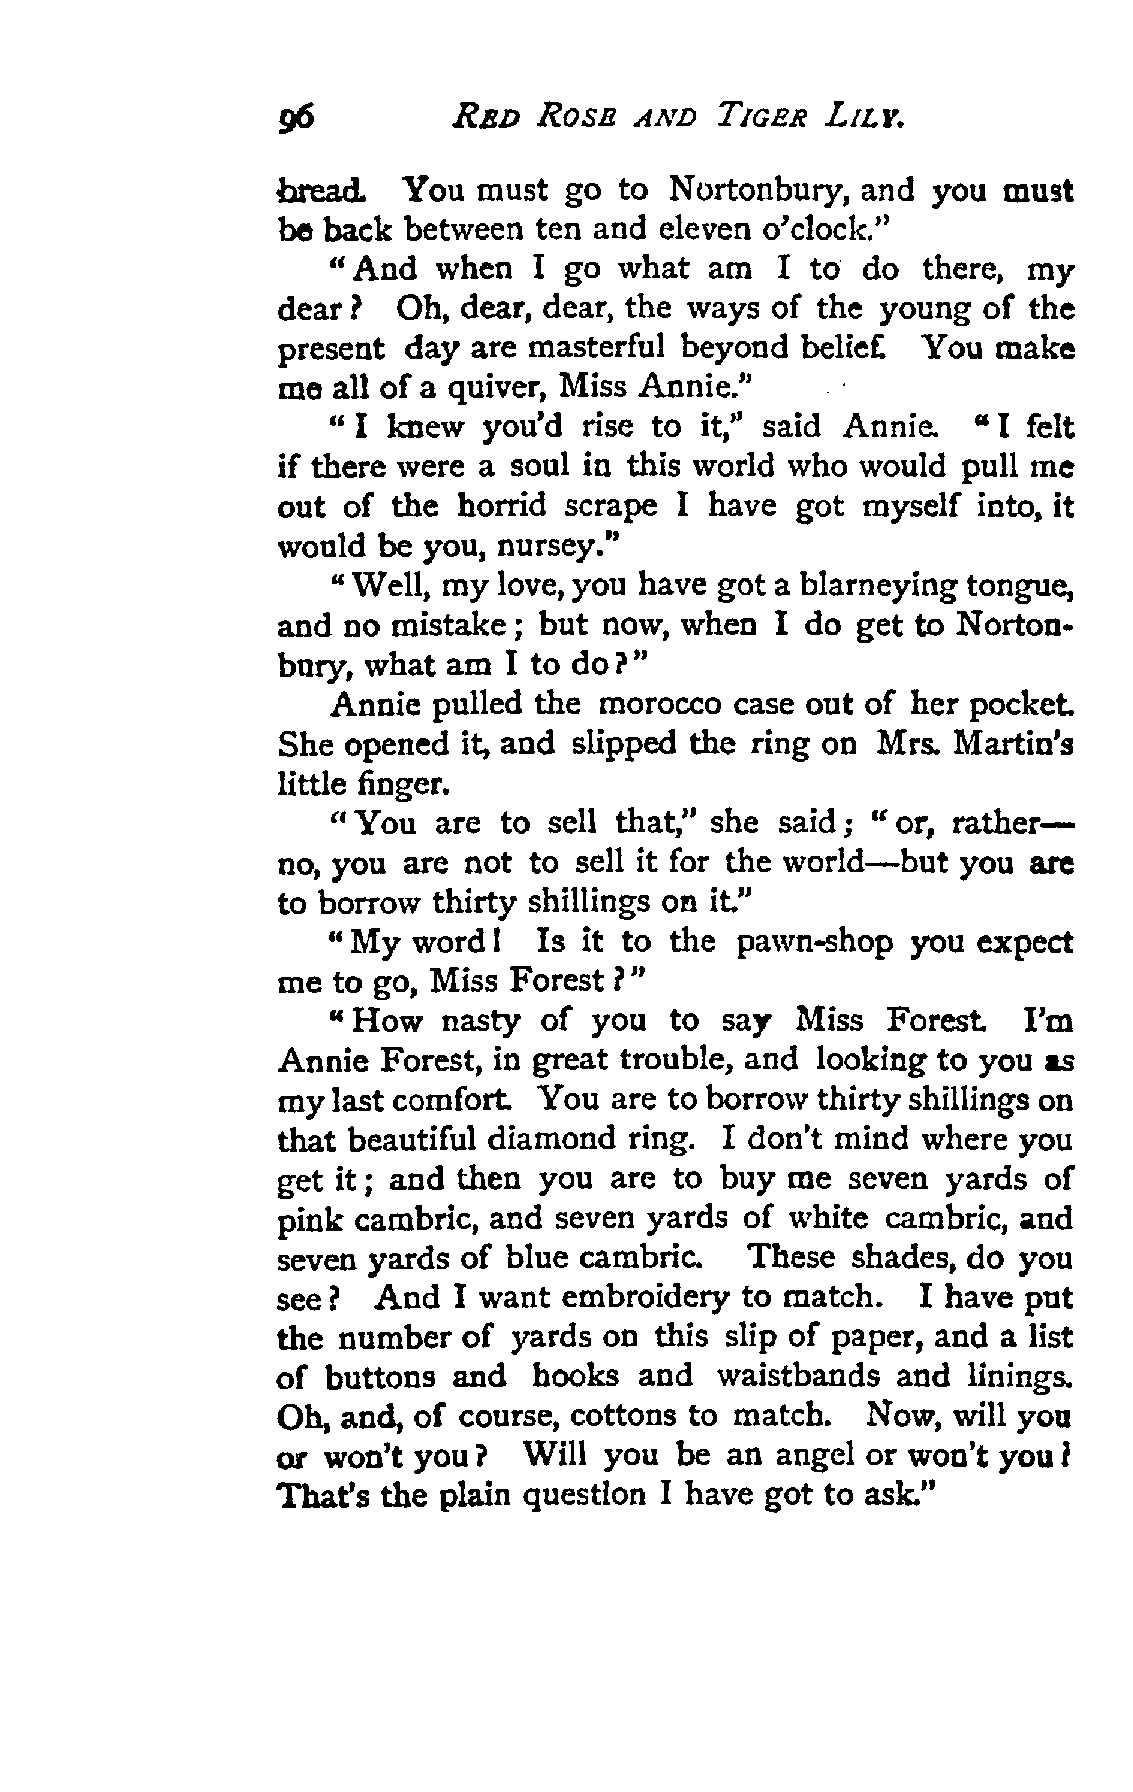 96 RED ROSE AND TIGER LILY.
bread. You must go to Nortonbury, and you must
be back between ten and eleven o'clock."
"And when I go what am I to do there, my
dear? Oh, dear, dear, the ways of the young of the
present day are masterful beyond belief. You make
me all of a quiver, Miss Annie."
"I knew you'd rise to it," said Annie. "I felt
if there were a soul in this world who would pull me
out of the horrid scrape I have got myself into, it
would be you, nursey."
"Well, my love, you have got a blarneying tongue,
and no mistake; but now, when I do get to Norton-
bury, what am I to do?"
Annie pulled the morocco case out of her pocket.
She opened it, and slipped the ring on Mrs. Martin's
little finger.
"You are to sell that," she said; "or, rather—
no, you are not to sell it for the world—but you are
to borrow thirty shillings on it."
"My word! Is it to the pawn-shop you expect
me to go, Miss Forest?"
"How nasty of you to say Miss Forest. I'm
Annie Forest, in great trouble, and looking to you as
my last comfort. You are to borrow thirty shillings on
that beautiful diamond ring. I don't mind where you
get it; and then you are to buy me seven yards of
pink cambric, and seven yards of white cambric, and
seven yards of blue cambric. These shades, do you
see? And I want embroidery to match. I have put
the number of yards on this slip of paper, and a list
of buttons and hooks and waistbands and linings.
Oh, and, of course, cottons to match. Now, will you
or won't you? Will you be an angel or won't you?
That's the plain question I have got to ask."